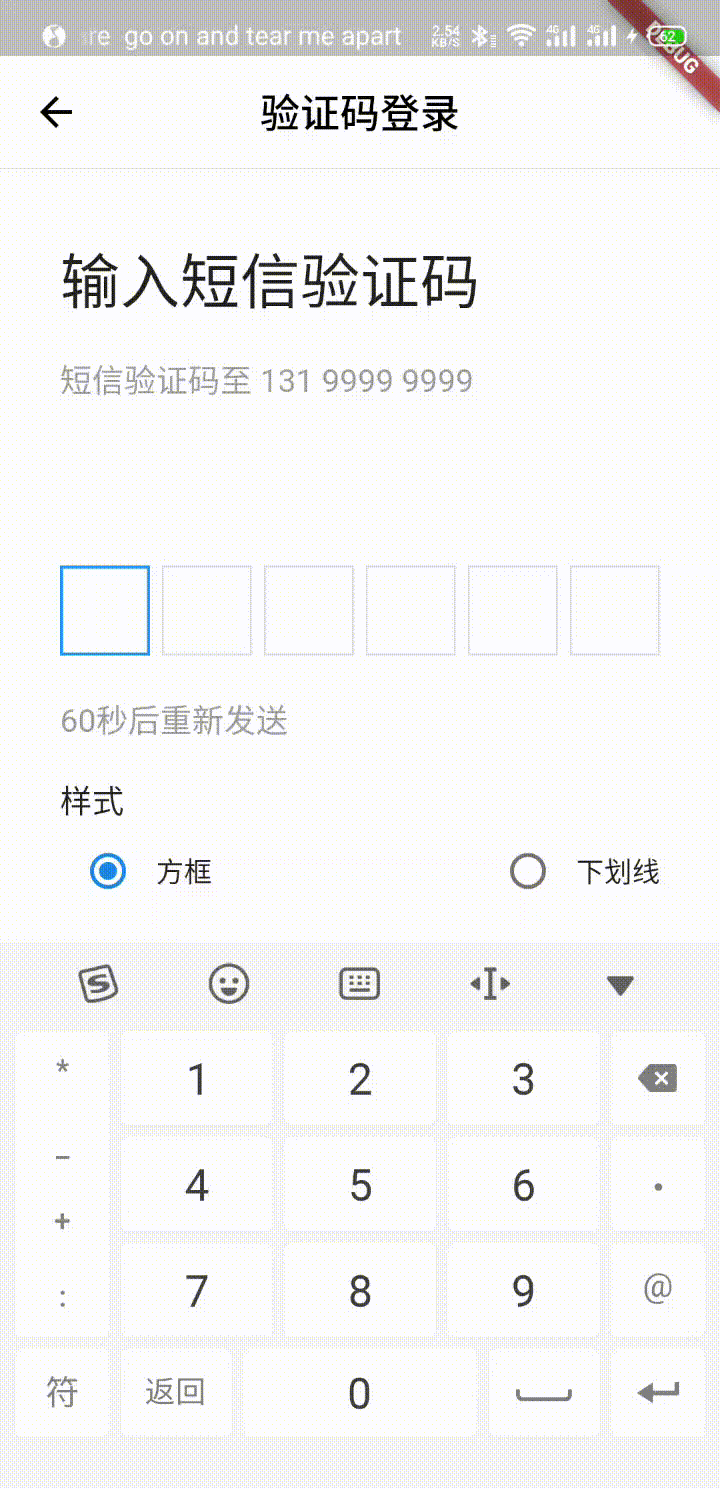 re go on and tear me apart 2.54 KB/S 4G 4G 62
验证码登录
输入短信验证码
短信验证码至 131 9999 9999
60秒后重新发送
样式
方框 下划线
* 1 2 3
- 4 5 6 .
+
: 7 8 9 @
符 返回 0